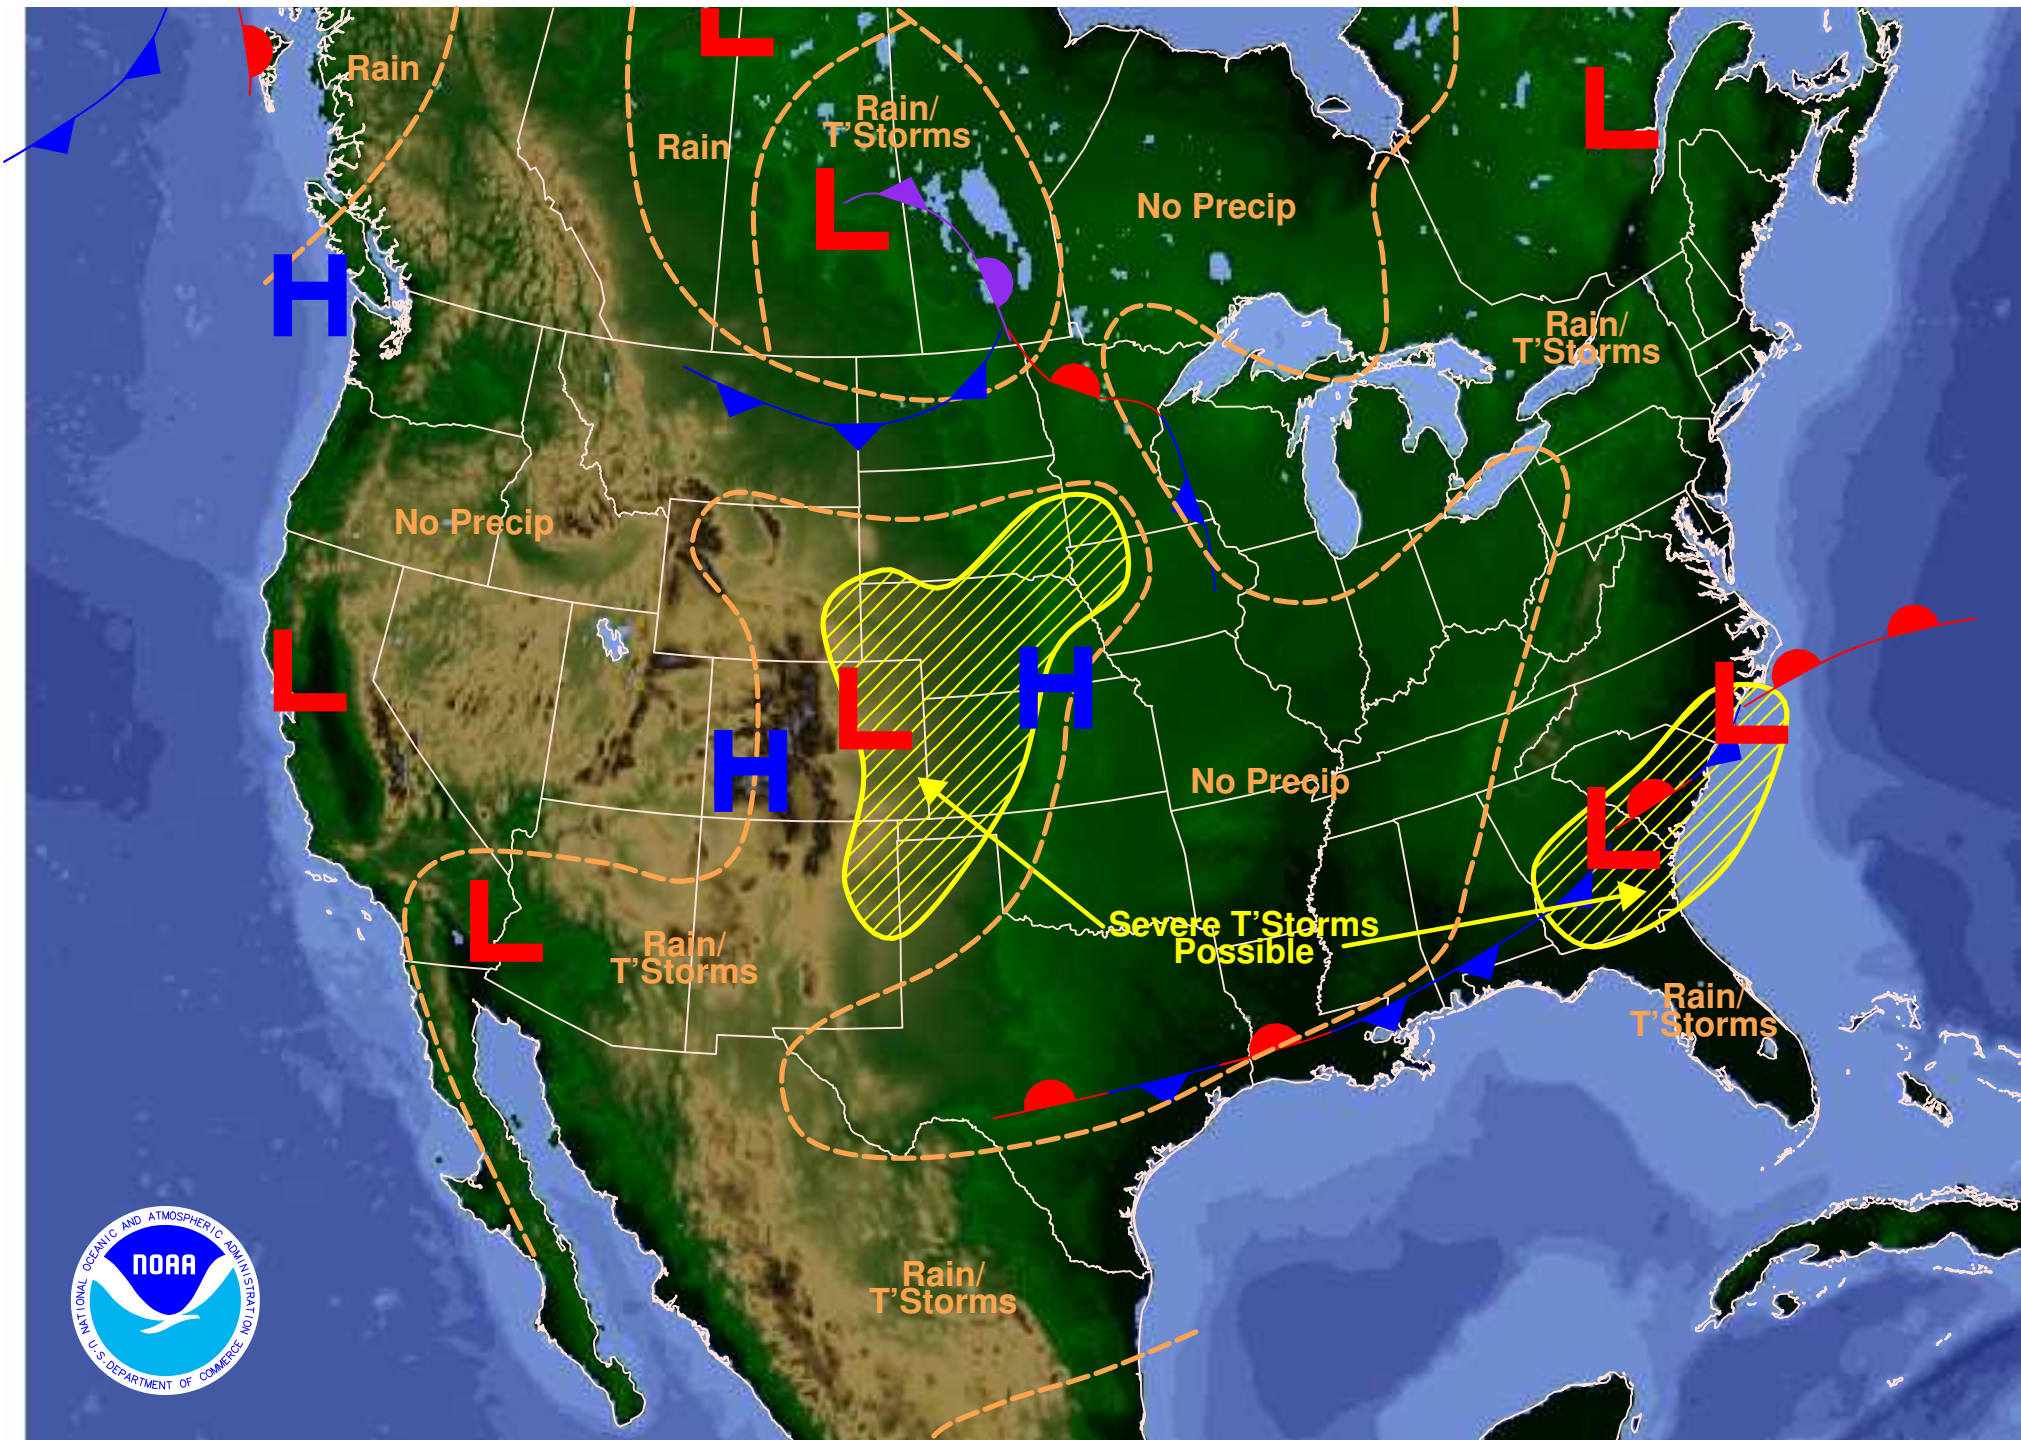 L
Rain
L
Rain/
T'Storms
Rain
L
No Precip
H
Rain/
T'Storms
No Precip
L
H
L
L
H
No Precip
L
L
Severe T'Storms
Possible
Rain/
T'Storms
Rain/
T'Storms
Rain/
T'Storms
NATIONAL OCEANIC AND ATMOSPHERIC ADMINISTRATION
NOAA
U.S. DEPARTMENT OF COMMERCE